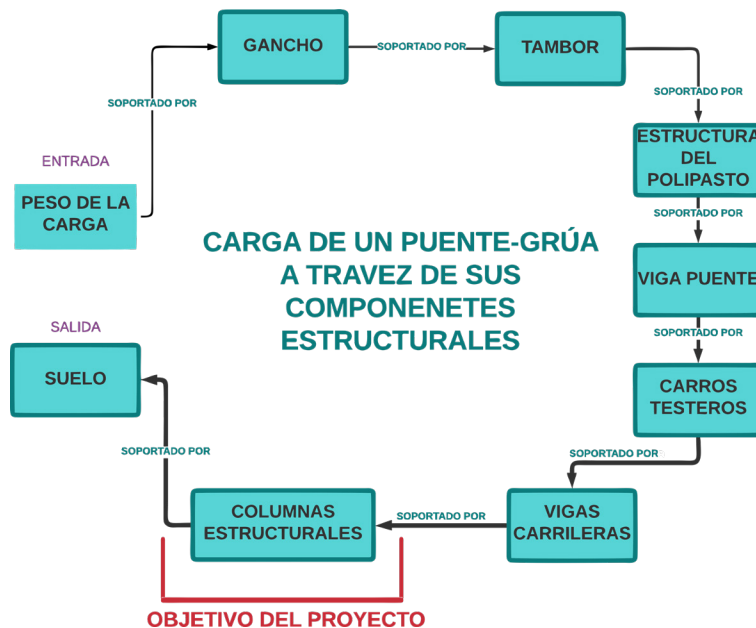 GANCHO
SOPORTADO POR
TAMBOR
SOPORTADO POR
SOPORTADO POR
ESTRUCTURA
DEL
POLIPASTO
ENTRADA
PESO DE LA
CARGA
SOPORTADO POR
CARGA DE UN PUENTE-GRÚA
A TRAVEZ DE SUS
COMPONENETES
ESTRUCTURALES
VIGA PUENTE
SOPORTADO POR
SALIDA
SUELO
CARROS
TESTEROS
SOPORTADO POR
SOPORTADO POR
COLUMNAS
ESTRUCTURALES
SOPORTADO POR
VIGAS
CARRILERAS
OBJETIVO DEL PROYECTO